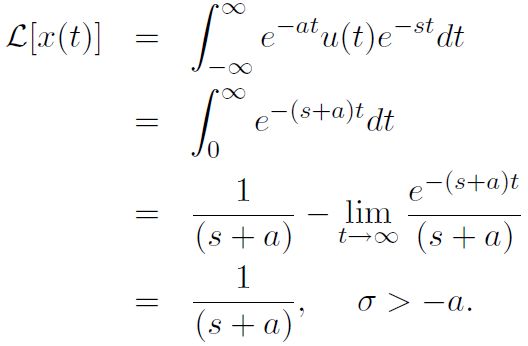 ℒ[x(t)] = ∫_{−∞}^{∞} e^{−at}u(t)e^{−st}dt
= ∫_{0}^{∞} e^{−(s+a)t}dt
= 1/(s + a) − lim_{t→∞} e^{−(s+a)t}/(s + a)
= 1/(s + a), σ > −a.